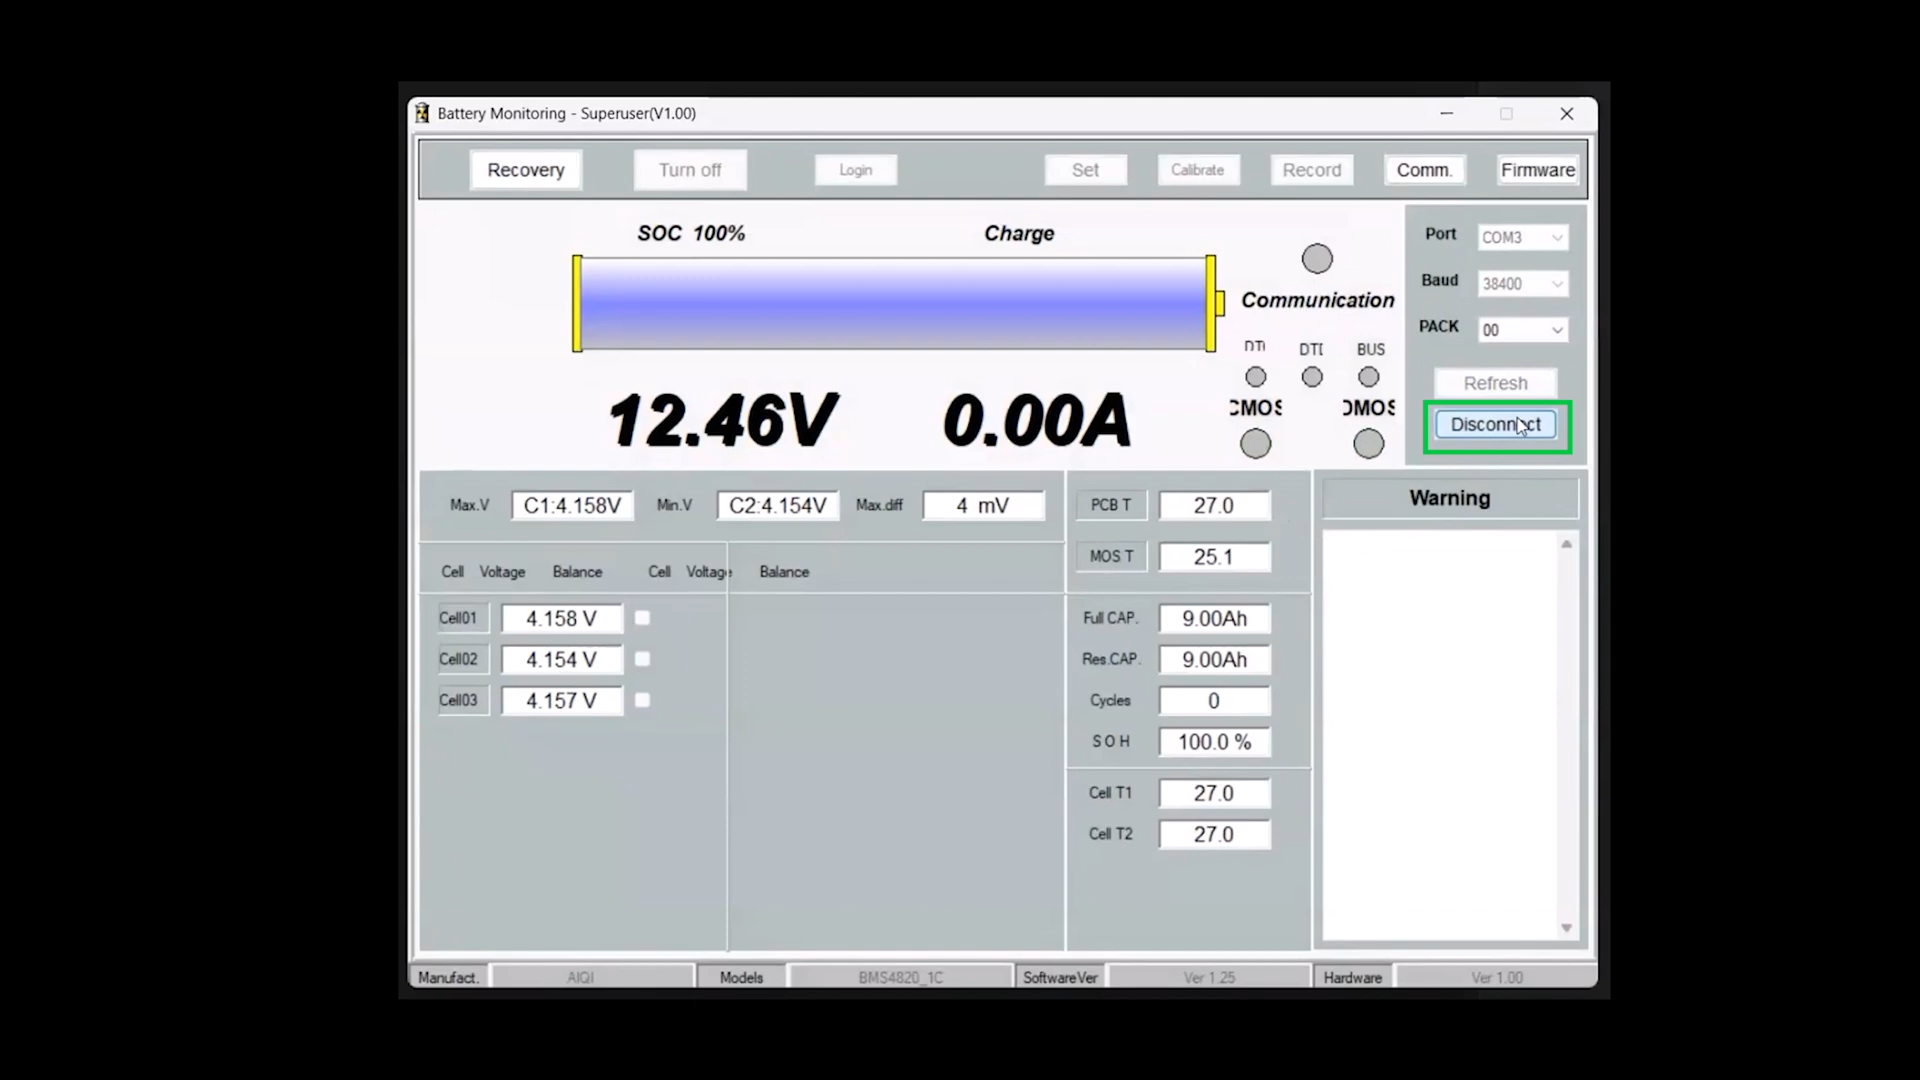 Battery Monitoring - Superuser(V1.00)
Recovery Turn off Login Set Calibrate Record Comm. Firmware
SOC 100% Charge
Port COM3
Baud 38400
Communication
PACK 00
DTI DTI BUS
Refresh
12.46V 0.00A
CMOS DMOS
Disconnect
Max.V C1:4.158V Min.V C2:4.154V Max.diff 4 mV
PCB T 27.0
Warning
MOS T 25.1
Cell Voltage Balance Cell Voltage Balance
Cell01 4.158 V
Full CAP. 9.00Ah
Cell02 4.154 V
Res.CAP. 9.00Ah
Cell03 4.157 V
Cycles 0
S O H 100.0 %
Cell T1 27.0
Cell T2 27.0
Manufact. AIQI Models BMS4820_1C SoftwareVer Ver 1.25 Hardware Ver 1.00